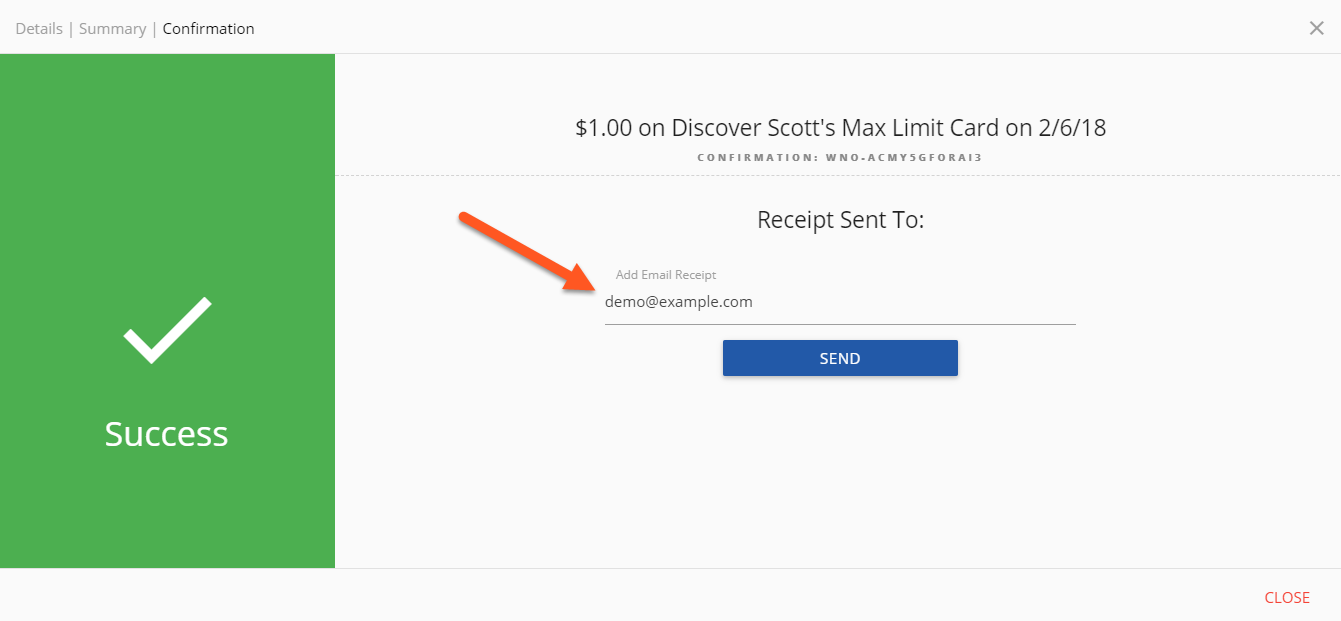 Details | Summary | Confirmation
$1.00 on Discover Scott's Max Limit Card on 2/6/18
CONFIRMATION: WNO-ACMY5GFORAI3
Receipt Sent To:
Add Email Receipt
demo@example.com
SEND
Success
CLOSE